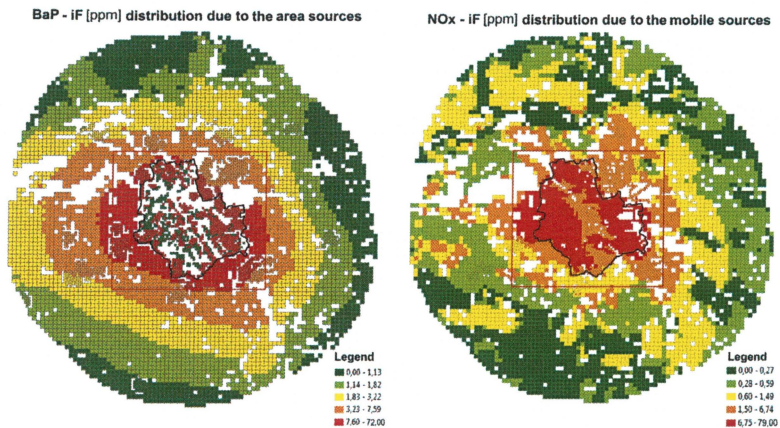 BaP - iF [ppm] distribution due to the area sources
Legend
0,00 - 1,13
1,14 - 1,82
1,83 - 3,22
3,23 - 7,59
7,60 - 72,00
NOx - iF [ppm] distribution due to the mobile sources
Legend
0,00 - 0,27
0,28 - 0,59
0,60 - 1,49
1,50 - 6,74
6,75 - 79,00